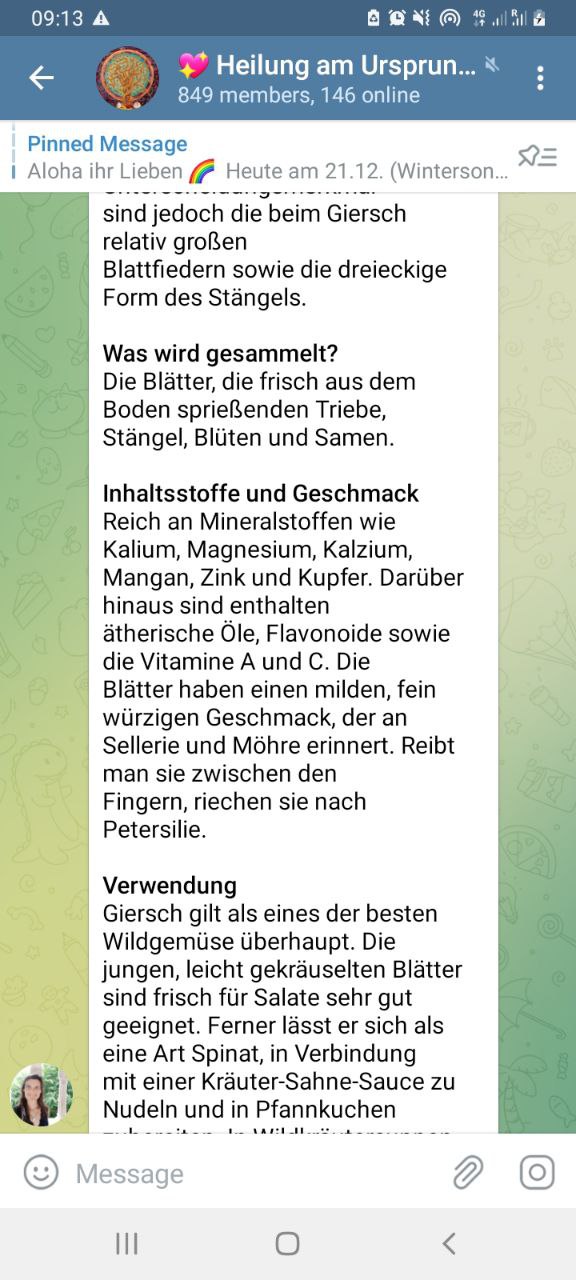 09:13
4G R
💖 Heilung am Ursprun...
849 members, 146 online
Pinned Message
Aloha ihr Lieben 🌈 Heute am 21.12. (Winterson...
sind jedoch die beim Giersch
relativ großen
Blattfiedern sowie die dreieckige
Form des Stängels.
Was wird gesammelt?
Die Blätter, die frisch aus dem
Boden sprießenden Triebe,
Stängel, Blüten und Samen.
Inhaltsstoffe und Geschmack
Reich an Mineralstoffen wie
Kalium, Magnesium, Kalzium,
Mangan, Zink und Kupfer. Darüber
hinaus sind enthalten
ätherische Öle, Flavonoide sowie
die Vitamine A und C. Die
Blätter haben einen milden, fein
würzigen Geschmack, der an
Sellerie und Möhre erinnert. Reibt
man sie zwischen den
Fingern, riechen sie nach
Petersilie.
Verwendung
Giersch gilt als eines der besten
Wildgemüse überhaupt. Die
jungen, leicht gekräuselten Blätter
sind frisch für Salate sehr gut
geeignet. Ferner lässt er sich als
eine Art Spinat, in Verbindung
mit einer Kräuter-Sahne-Sauce zu
Nudeln und in Pfannkuchen
Message